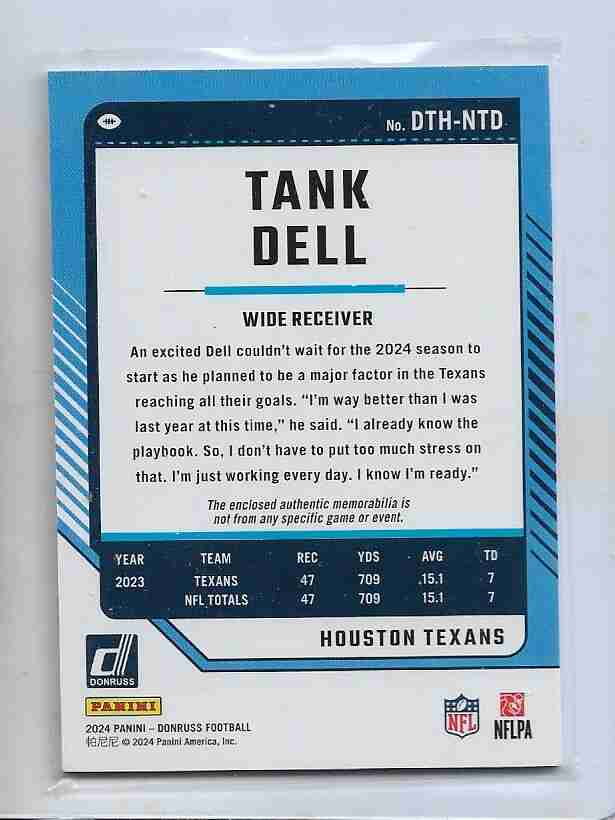 No. DTH-NTD
TANK
DELL
WIDE RECEIVER
An excited Dell couldn't wait for the 2024 season to
start as he planned to be a major factor in the Texans
reaching all their goals. "I'm way better than I was
last year at this time," he said. "I already know the
playbook. So, I don't have to put too much stress on
that. I'm just working every day. I know I'm ready."
The enclosed authentic memorabilia is
not from any specific game or event.
YEAR TEAM REC YDS AVG TD
2023 TEXANS 47 709 15.1 7
NFL TOTALS 47 709 15.1 7
HOUSTON TEXANS
d
DONRUSS
PANINI
2024 PANINI – DONRUSS FOOTBALL
帕尼尼 © 2024 Panini America, Inc.
NFL
NFLPA